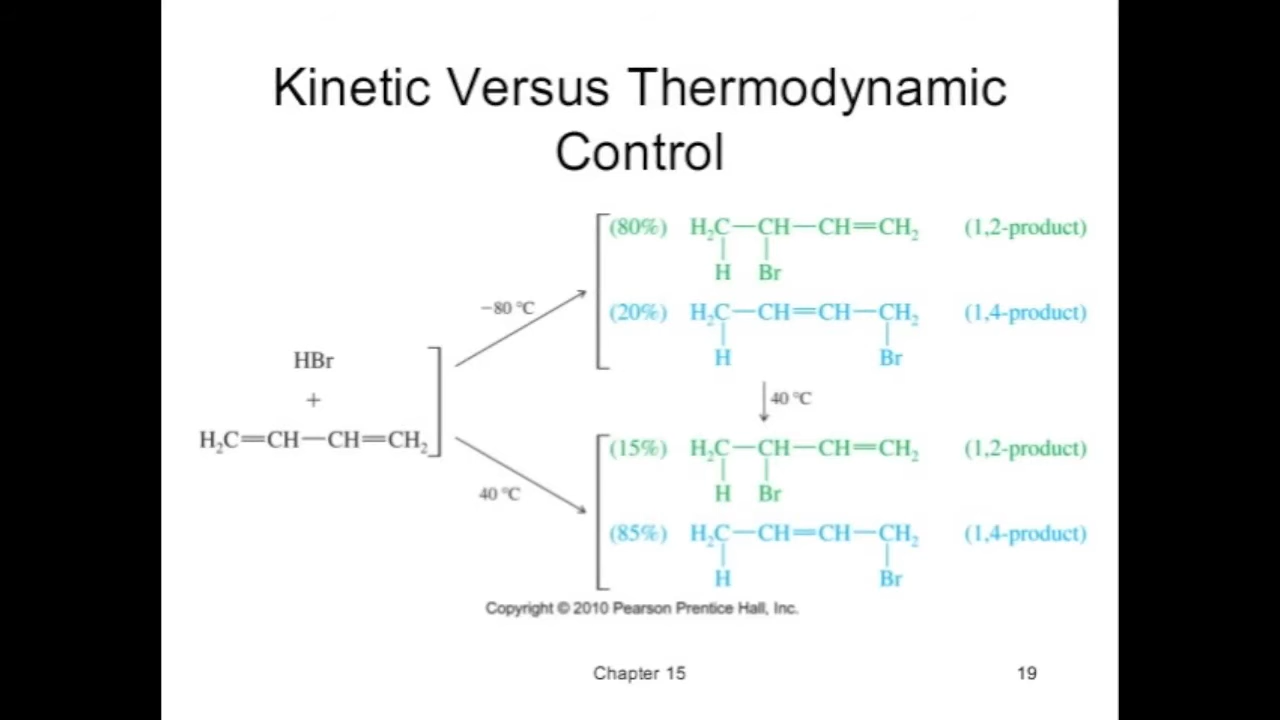 Kinetic Versus Thermodynamic
Control
(80%) H₂C—CH—CH=CH₂ (1,2-product)
H Br
−80 °C
(20%) H₂C—CH=CH—CH₂ (1,4-product)
H Br
HBr
+
H₂C=CH—CH=CH₂
40 °C
40 °C
(15%) H₂C—CH—CH=CH₂ (1,2-product)
H Br
(85%) H₂C—CH=CH—CH₂ (1,4-product)
H Br
Copyright © 2010 Pearson Prentice Hall, Inc.
Chapter 15 19